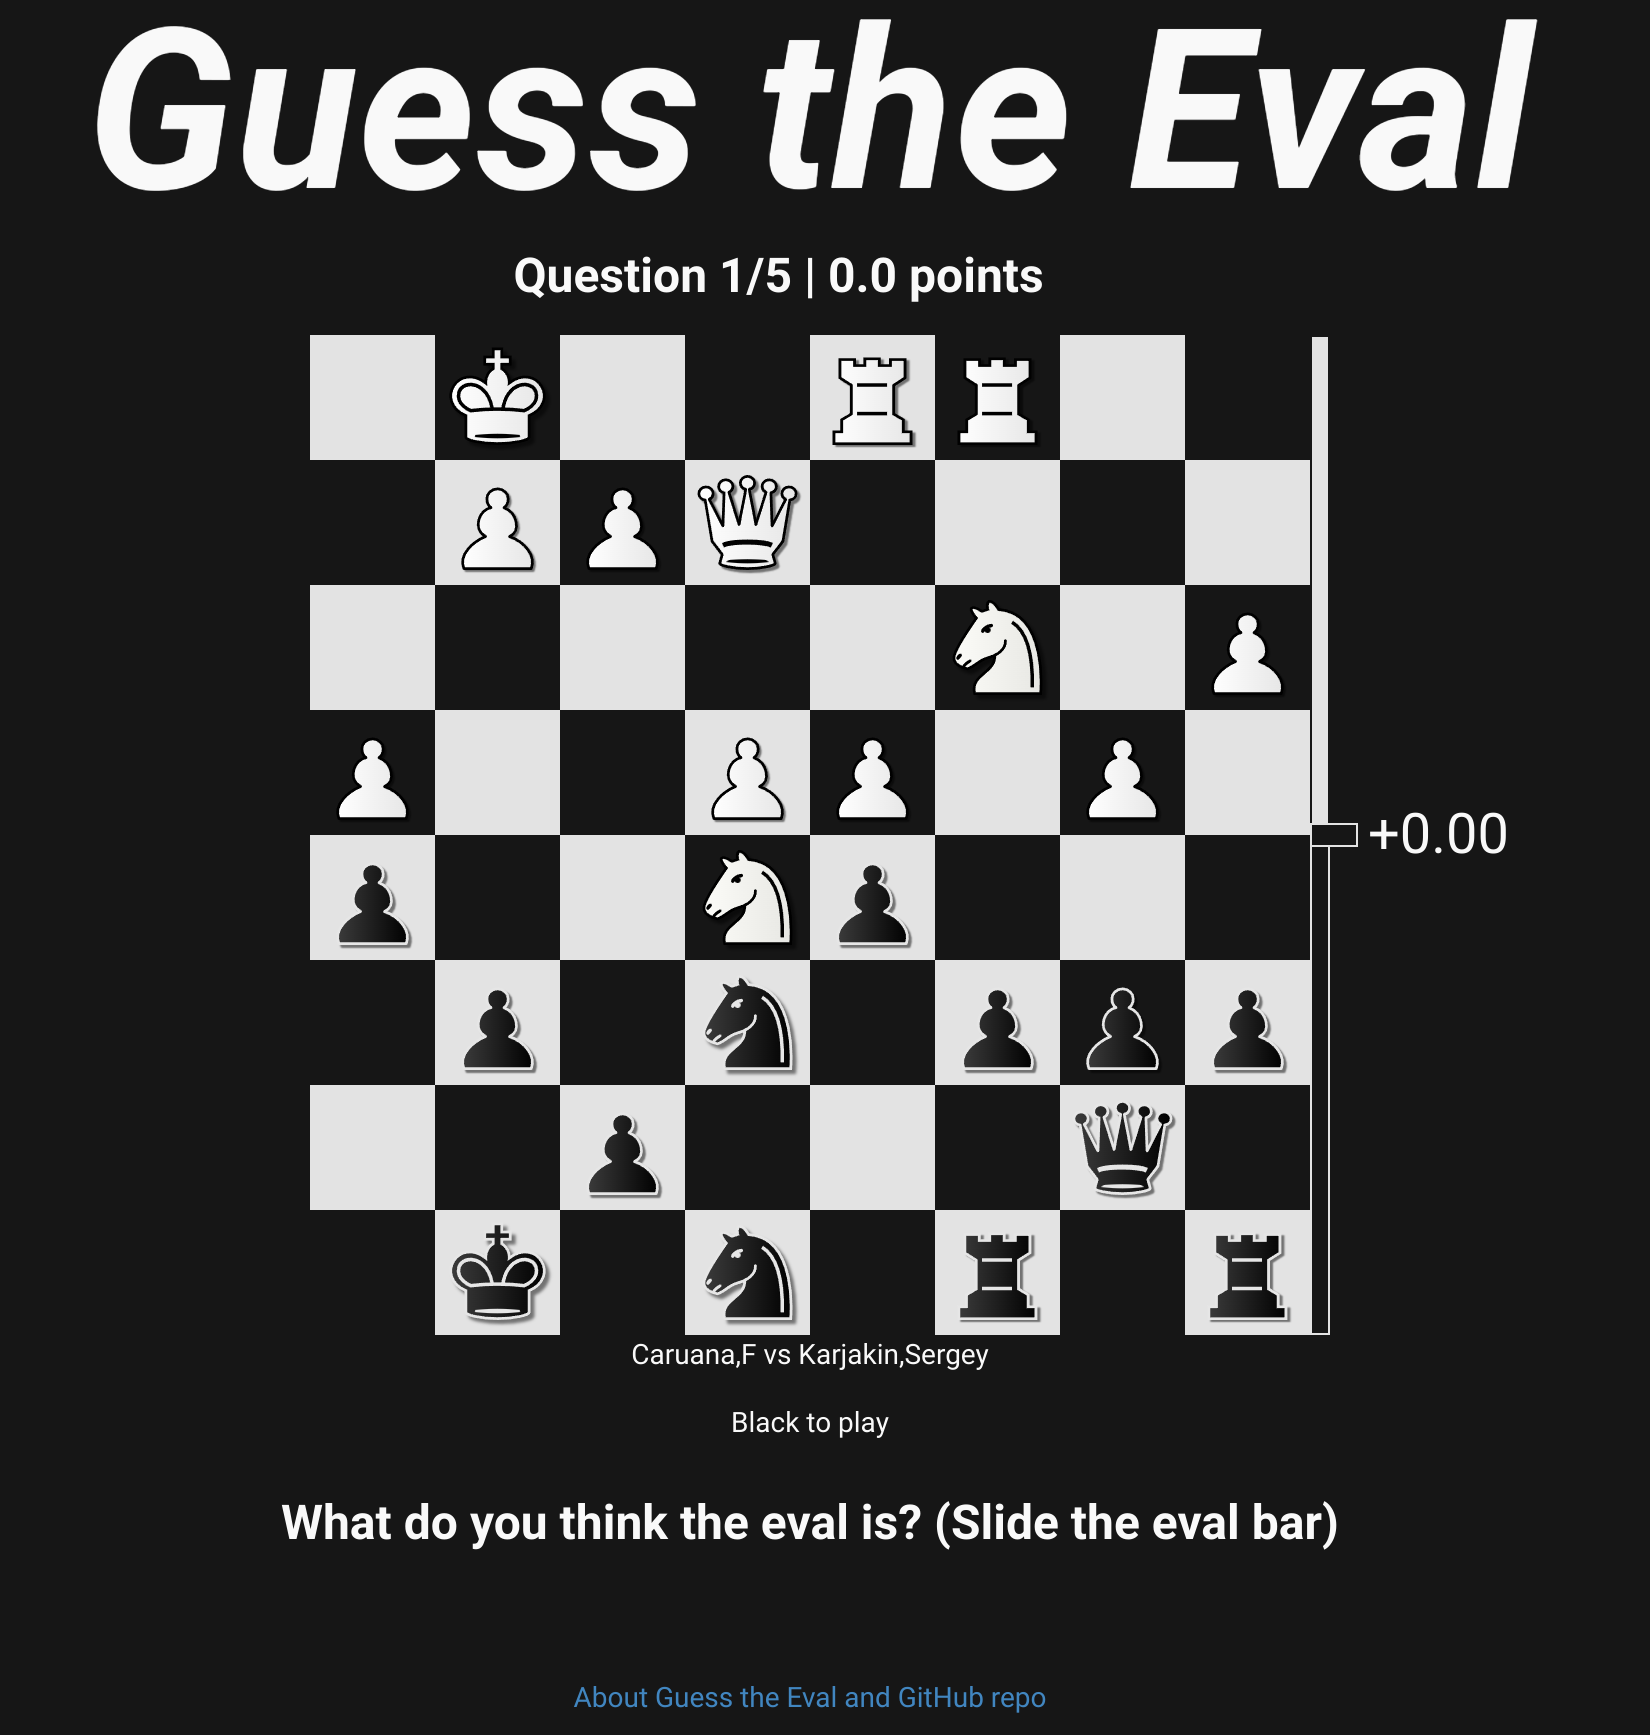 Guess the Eval
Question 1/5 | 0.0 points
+0.00
Caruana,F vs Karjakin,Sergey
Black to play
What do you think the eval is? (Slide the eval bar)
About Guess the Eval and GitHub repo